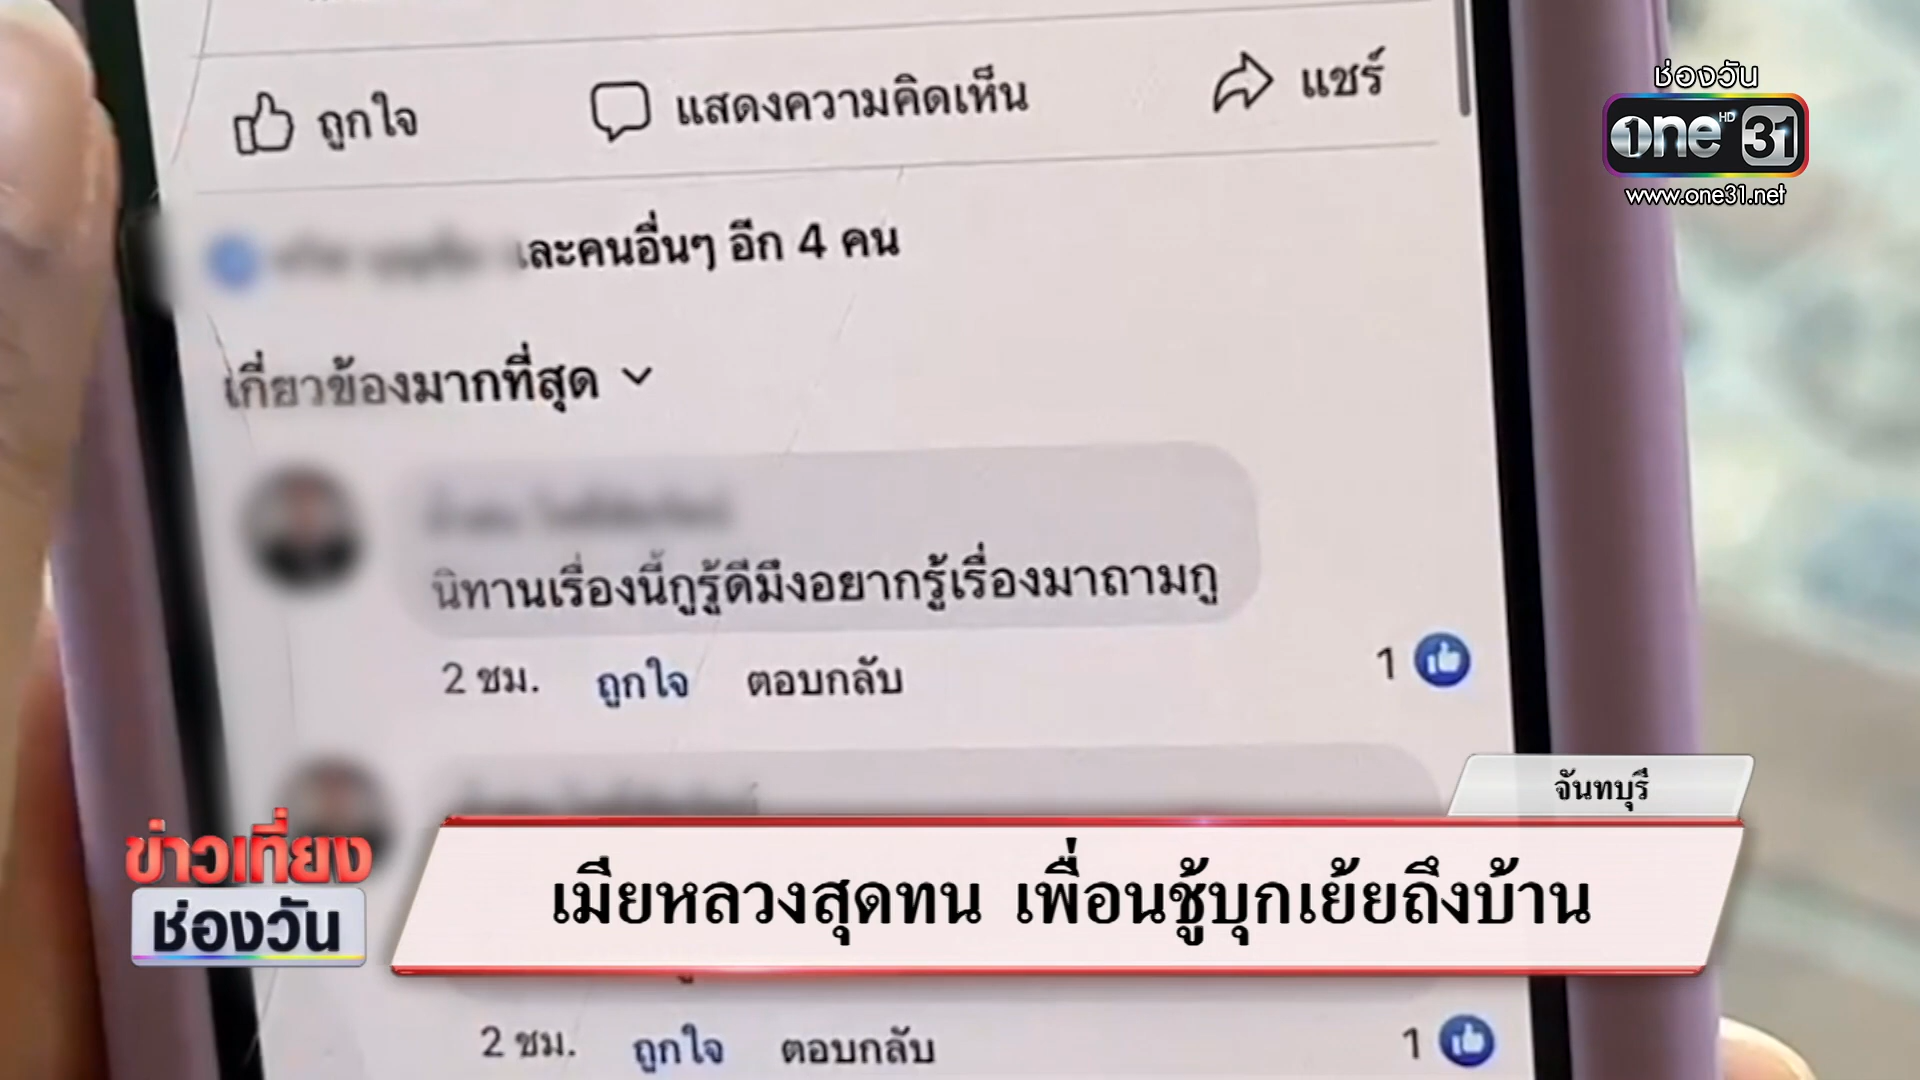 ถูกใจ แสดงความคิดเห็น แชร์
ช่องวัน
one HD 31
www.one31.net
และคนอื่นๆ อีก 4 คน
เกี่ยวข้องมากที่สุด
นิทานเรื่องนี้กูรู้ดีมึงอยากรู้เรื่องมาถามกู
2 ชม. ถูกใจ ตอบกลับ 1
จันทบุรี
ข่าวเที่ยง
ช่องวัน
เมียหลวงสุดทน เพื่อนชู้บุกเย้ยถึงบ้าน
2 ชม. ถูกใจ ตอบกลับ 1